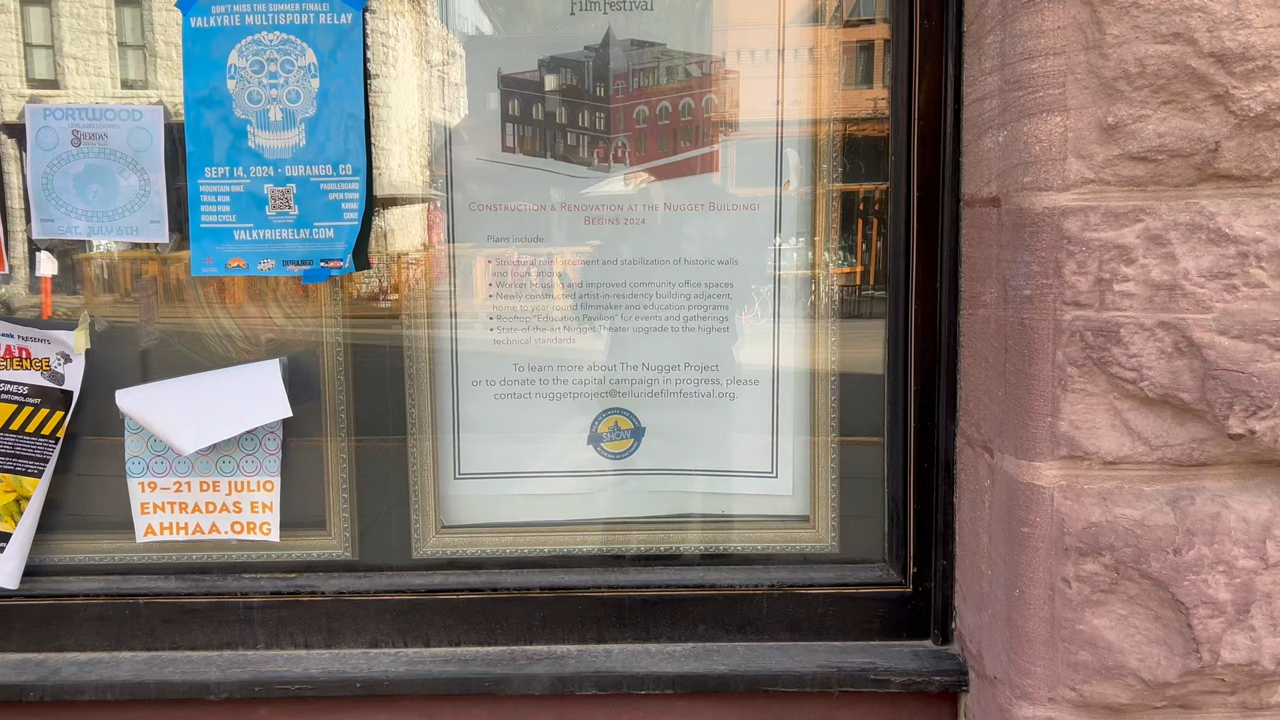 DON'T MISS THE SUMMER FINALE!
VALKYRIE MULTISPORT RELAY
SEPT 14, 2024 • DURANGO, CO
MOUNTAIN BIKE
TRAIL RUN
ROAD RUN
ROAD CYCLE
PADDLEBOARD
OPEN SWIM
KAYAK/
CANOE
VALKYRIERELAY.COM
DURANGO
PORTWOOD
SHERIDAN
SAT. JULY 6TH
PRESENTS
19–21 DE JULIO
ENTRADAS EN
AHHAA.ORG
FilmFestival
CONSTRUCTION & RENOVATION AT THE NUGGET BUILDING!
BEGINS 2024
Plans include:
• Structural reinforcement and stabilization of historic walls
and foundations
• Worker housing and improved community office spaces
• Newly constructed artist-in-residency building adjacent,
home to year-round filmmaker and education programs
• Rooftop "Education Pavilion" for events and gatherings
• State-of-the-art Nugget Theater upgrade to the highest
technical standards
To learn more about The Nugget Project
or to donate to the capital campaign in progress, please
contact nuggetproject@telluridefilmfestival.org.
SHOW